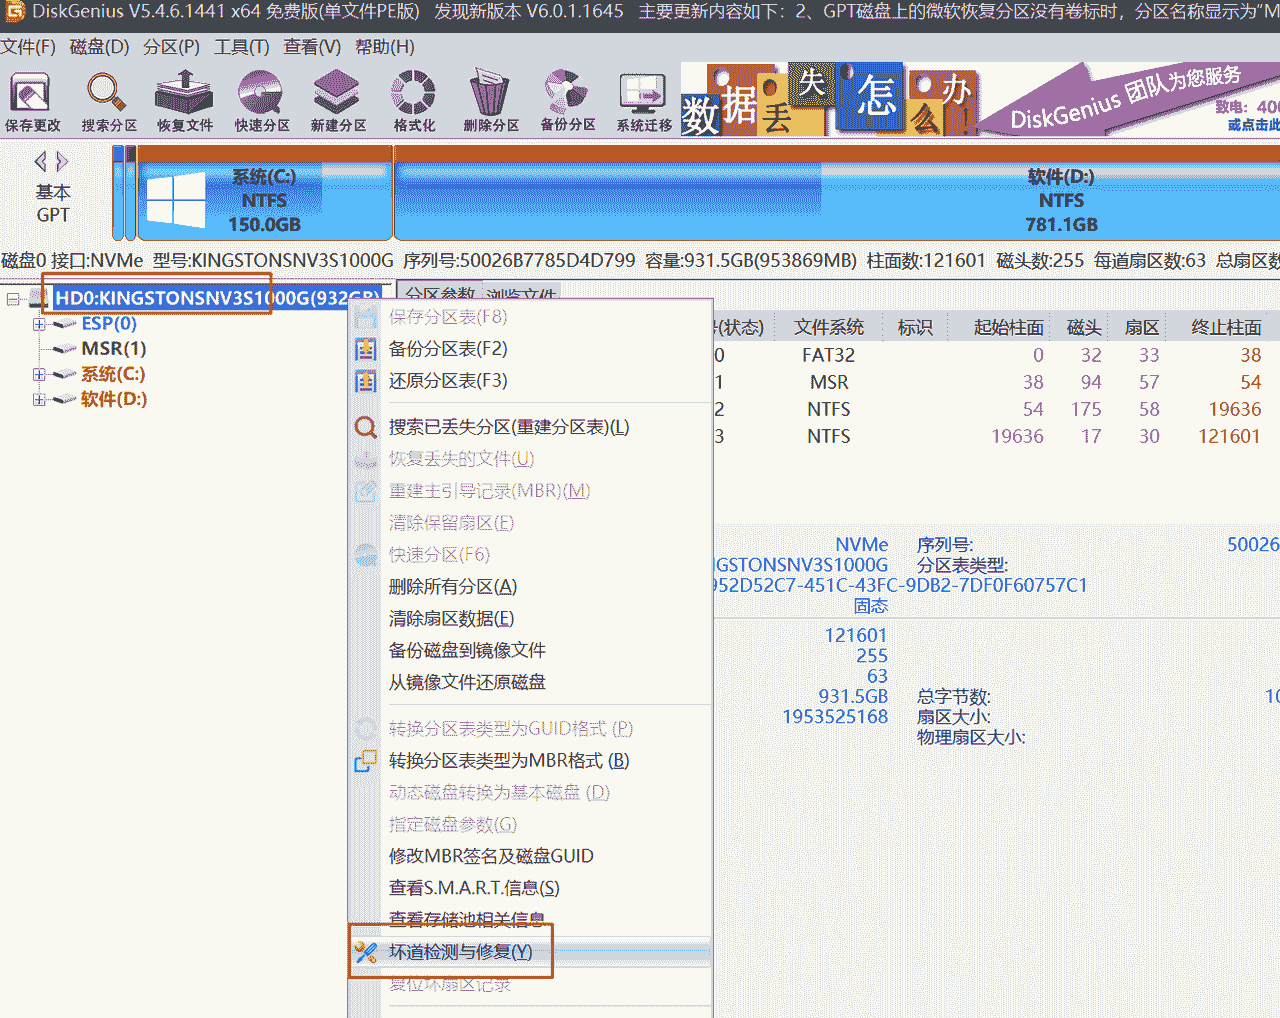 DiskGenius V5.4.6.1441 x64 免费版(单文件PE版)   发现新版本 V6.0.1.1645   主要更新内容如下：2、GPT磁盘上的微软恢复分区没有卷标时，分区名称显示为“M
文件(F) 磁盘(D) 分区(P) 工具(T) 查看(V) 帮助(H)
保存更改 搜索分区 恢复文件 快速分区 新建分区 格式化 删除分区 备份分区 系统迁移
数据丢失怎么办!
DiskGenius 团队为您服务
致电：400
或点击此
基本
GPT
系统(C:)
NTFS
150.0GB
软件(D:)
NTFS
781.1GB
磁盘0 接口:NVMe 型号:KINGSTONSNV3S1000G 序列号:50026B7785D4D799 容量:931.5GB(953869MB) 柱面数:121601 磁头数:255 每道扇区数:63 总扇区数
HD0:KINGSTONSNV3S1000G(932GB)
ESP(0)
MSR(1)
系统(C:)
软件(D:)
分区参数 浏览文件
(状态) 文件系统 标识 起始柱面 磁头 扇区 终止柱面
0 FAT32 0 32 33 38
1 MSR 38 94 57 54
2 NTFS 54 175 58 19636
3 NTFS 19636 17 30 121601
保存分区表(F8)
备份分区表(F2)
还原分区表(F3)
搜索已丢失分区(重建分区表)(L)
恢复丢失的文件(U)
重建主引导记录(MBR)(M)
清除保留扇区(E)
快速分区(F6)
删除所有分区(A)
清除扇区数据(E)
备份磁盘到镜像文件
从镜像文件还原磁盘
转换分区表类型为GUID格式 (P)
转换分区表类型为MBR格式 (B)
动态磁盘转换为基本磁盘 (D)
指定磁盘参数(G)
修改MBR签名及磁盘GUID
查看S.M.A.R.T.信息(S)
查看存储池相关信息
坏道检测与修复(Y)
复位坏扇区记录
NVMe 序列号: 50026
NGSTONSNV3S1000G 分区表类型:
952D52C7-451C-43FC-9DB2-7DF0F60757C1
固态
121601
255
63
931.5GB 总字节数: 10
1953525168 扇区大小:
物理扇区大小: